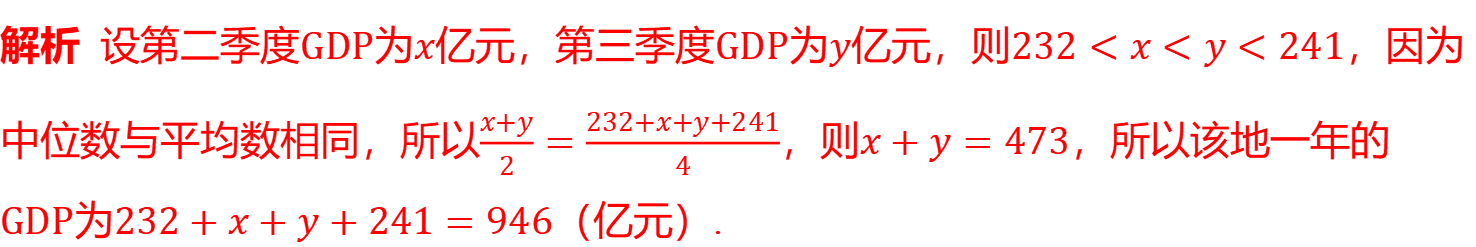 解析 设第二季度GDP为x亿元，第三季度GDP为y亿元，则232 < x < y < 241，因为
中位数与平均数相同，所以\frac{x+y}{2} = \frac{232+x+y+241}{4}，则x + y = 473，所以该地一年的
GDP为232 + x + y + 241 = 946（亿元）.